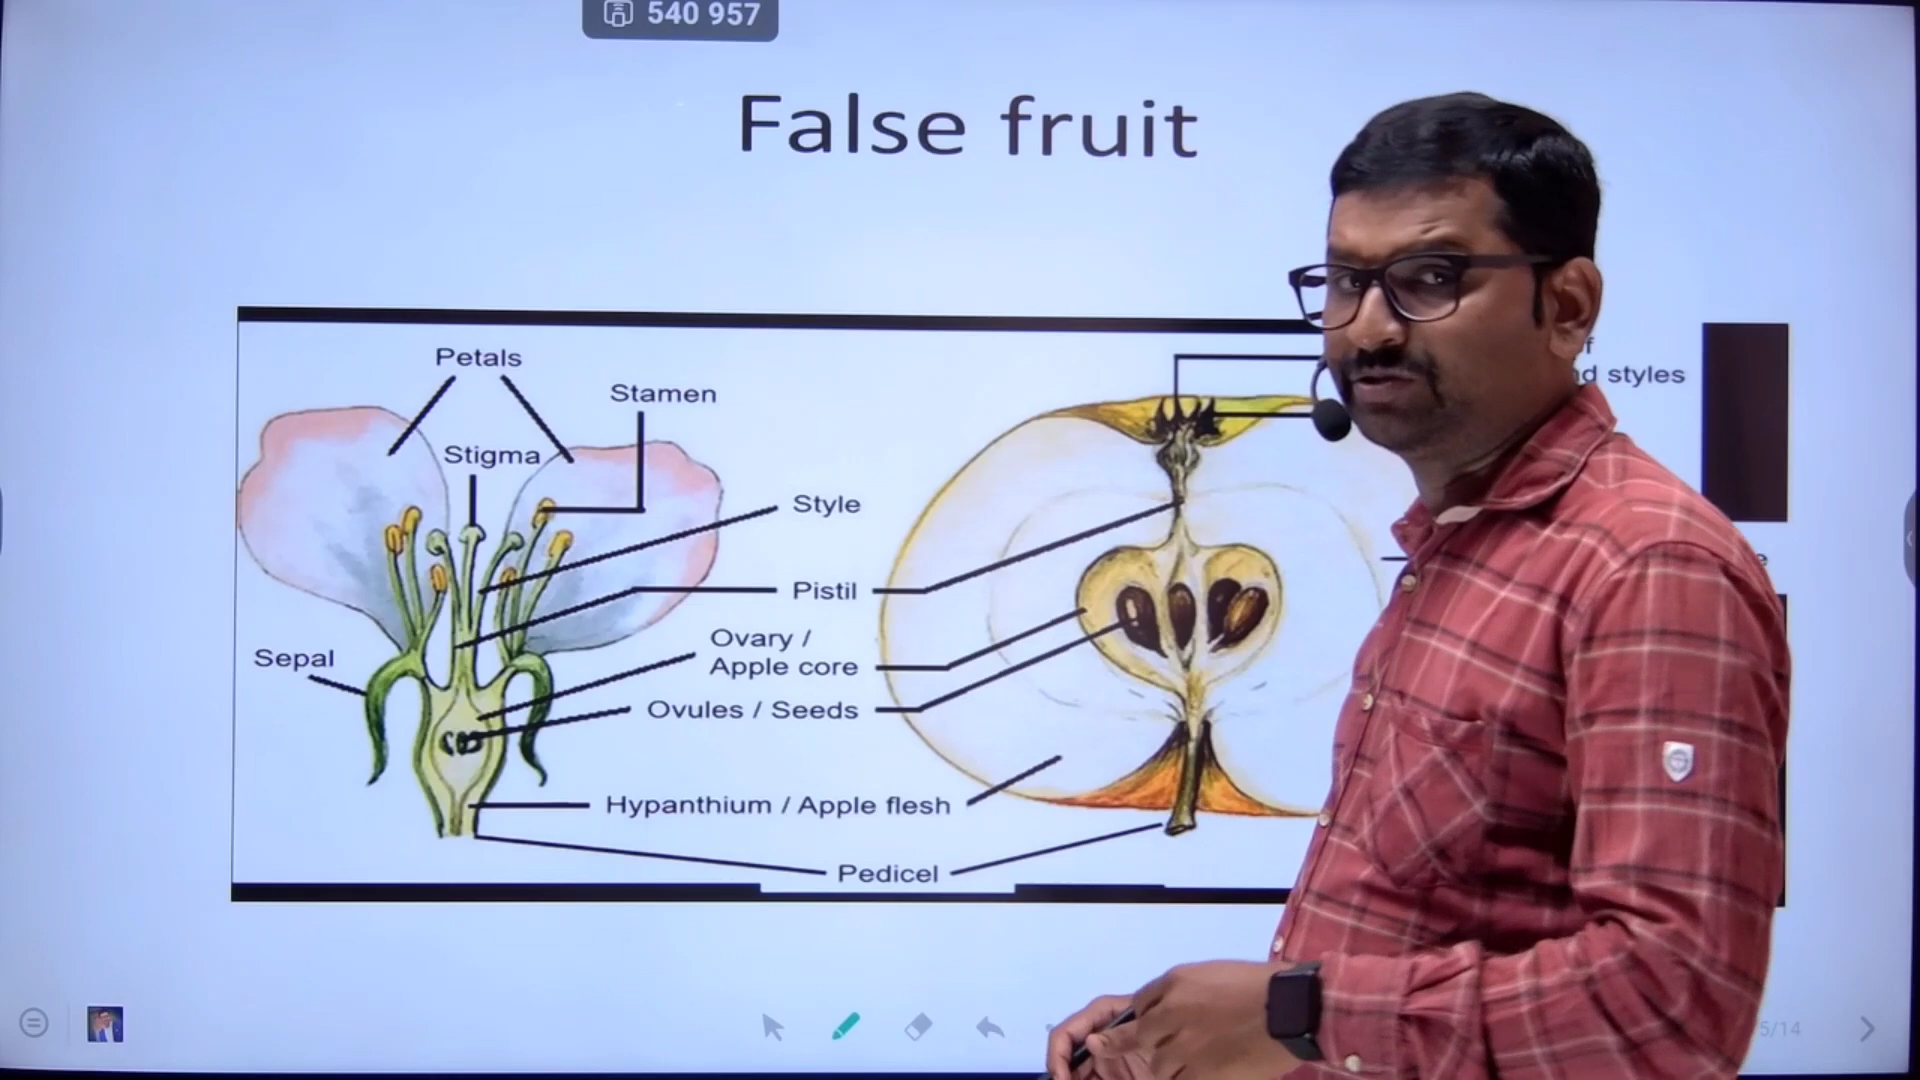 540 957
False fruit
Petals
Stamen
Stigma
styles
Style
Pistil
Sepal
Ovary /
Apple core
Ovules / Seeds
Hypanthium / Apple flesh
Pedicel
5/14